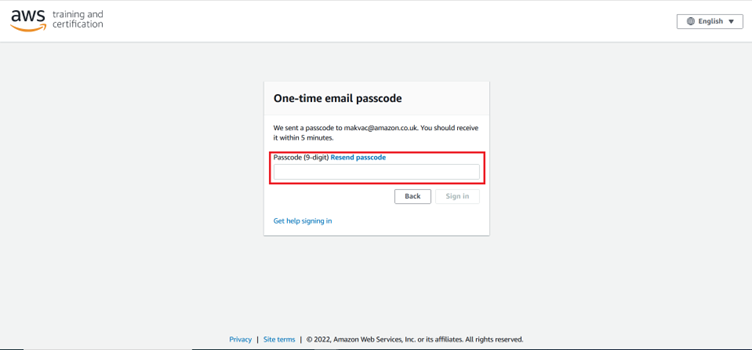 aws training and
certification
English
One-time email passcode
We sent a passcode to makvac@amazon.co.uk. You should receive
it within 5 minutes.
Passcode (9-digit) Resend passcode
Back Sign in
Get help signing in
Privacy | Site terms | © 2022, Amazon Web Services, Inc. or its affiliates. All rights reserved.